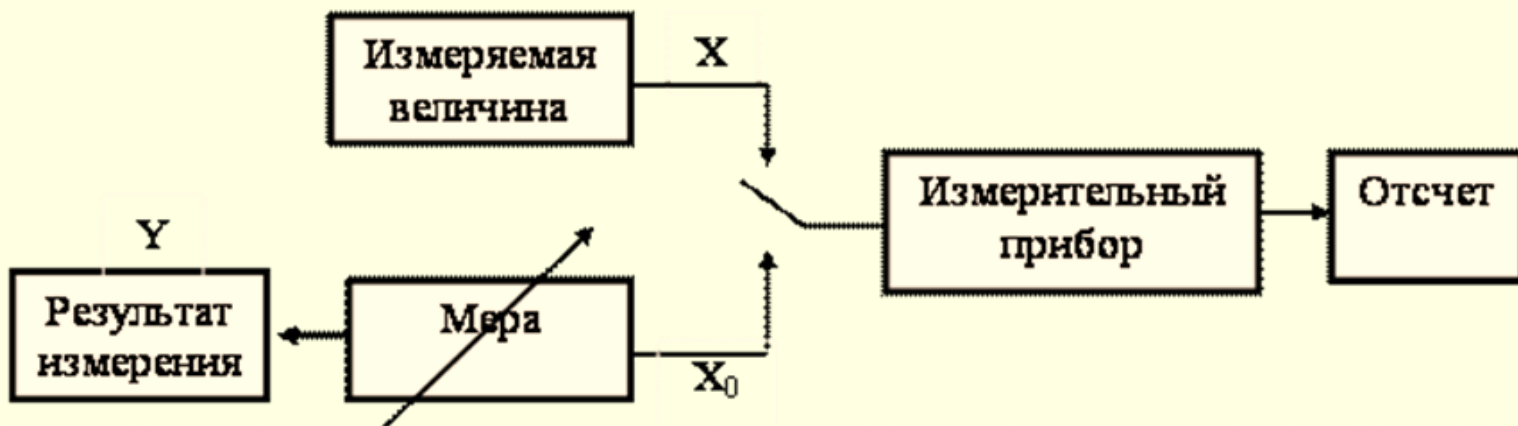 Измеряемая
величина
X
Измерительный
прибор
Отсчет
Y
Результат
измерения
Мера
X₀